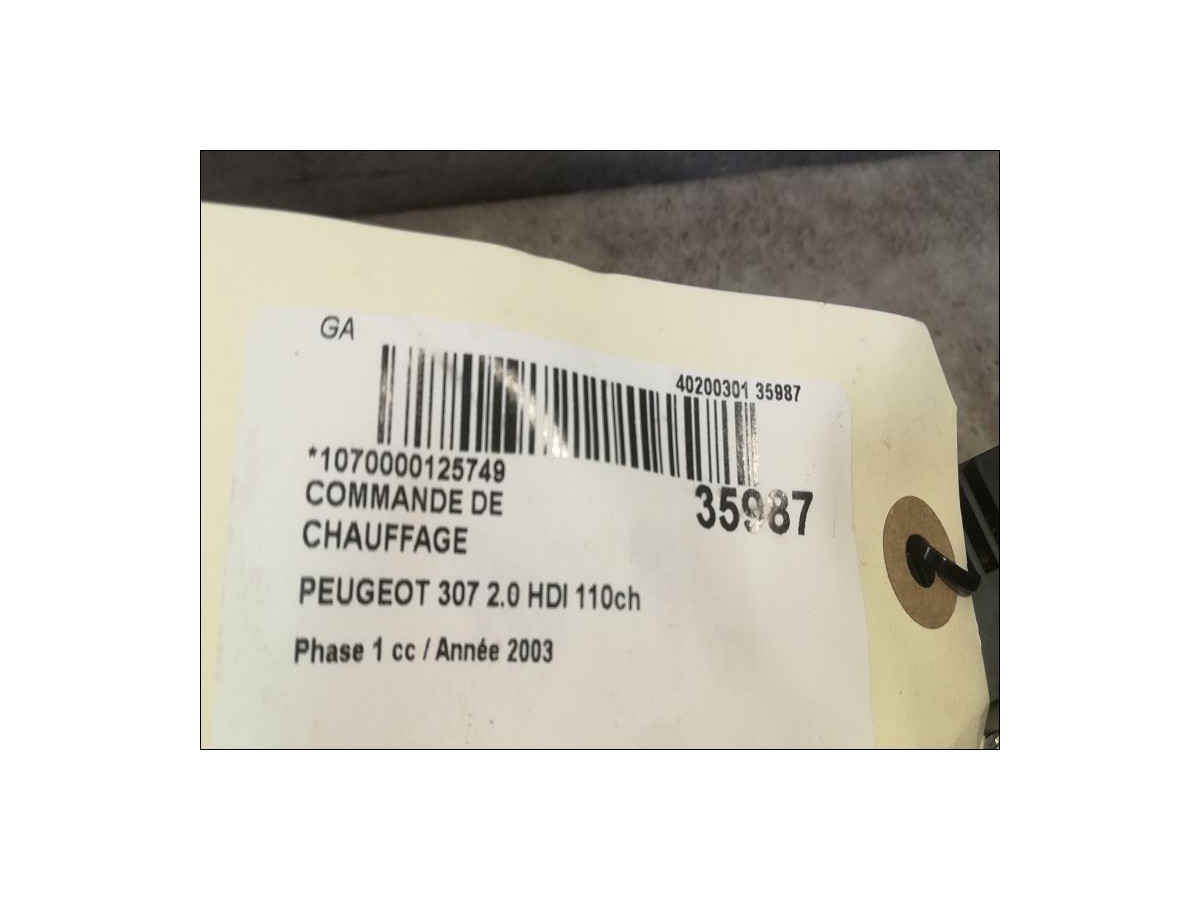 GA
40200301 35987
*1070000125749
35987
COMMANDE DE
CHAUFFAGE
PEUGEOT 307 2.0 HDI 110ch
Phase 1 cc / Année 2003